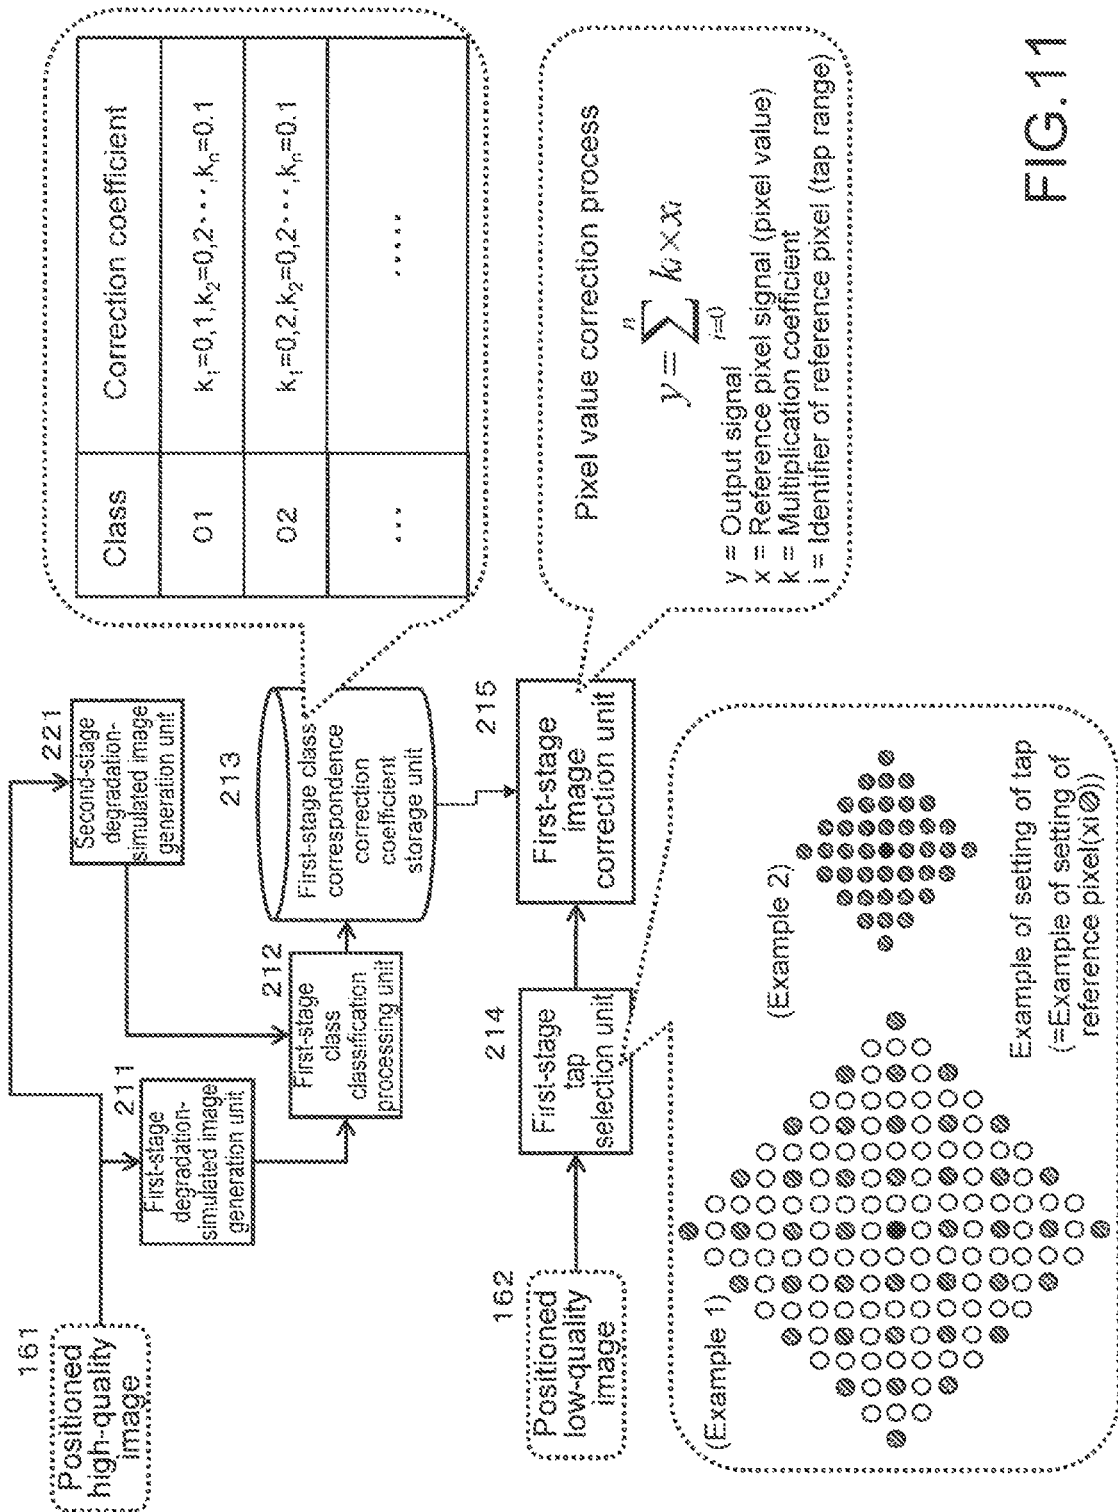 161
Positioned
high-quality
image
211
First-stage
degradation-
simulated image
generation unit
221
Second-stage
degradation-
simulated image
generation unit
212
First-stage
class
classification
processing unit
213
First-stage class
correspondence
correction
coefficient
storage unit
Class
Correction coefficient
01
k₁=0,1,k₂=0,2···,kₙ=0.1
02
k₁=0,2,k₂=0,2···,kₙ=0.1
···
·····
162
Positioned
low-quality
image
214
First-stage
tap
selection unit
215
First-stage
image
correction unit
Pixel value correction process
y = ∑ⁿᵢ₌₀ kᵢ × xᵢ
y = Output signal
x = Reference pixel signal (pixel value)
k = Multiplication coefficient
i = Identifier of reference pixel (tap range)
(Example 1)
(Example 2)
Example of setting of tap
(=Example of setting of
reference pixel(xi⊘))
FIG.11